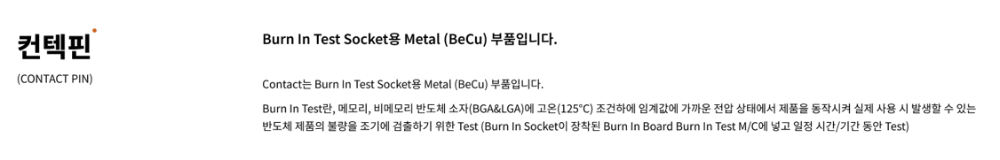 컨텍핀
(CONTACT PIN)
Burn In Test Socket용 Metal (BeCu) 부품입니다.
Contact는 Burn In Test Socket용 Metal (BeCu) 부품입니다.
Burn In Test란, 메모리, 비메모리 반도체 소자(BGA&LGA)에 고온(125℃) 조건하에 임계값에 가까운 전압 상태에서 제품을 동작시켜 실제 사용 시 발생할 수 있는
반도체 제품의 불량을 조기에 검출하기 위한 Test (Burn In Socket이 장착된 Burn In Board Burn In Test M/C에 넣고 일정 시간/기간 동안 Test)